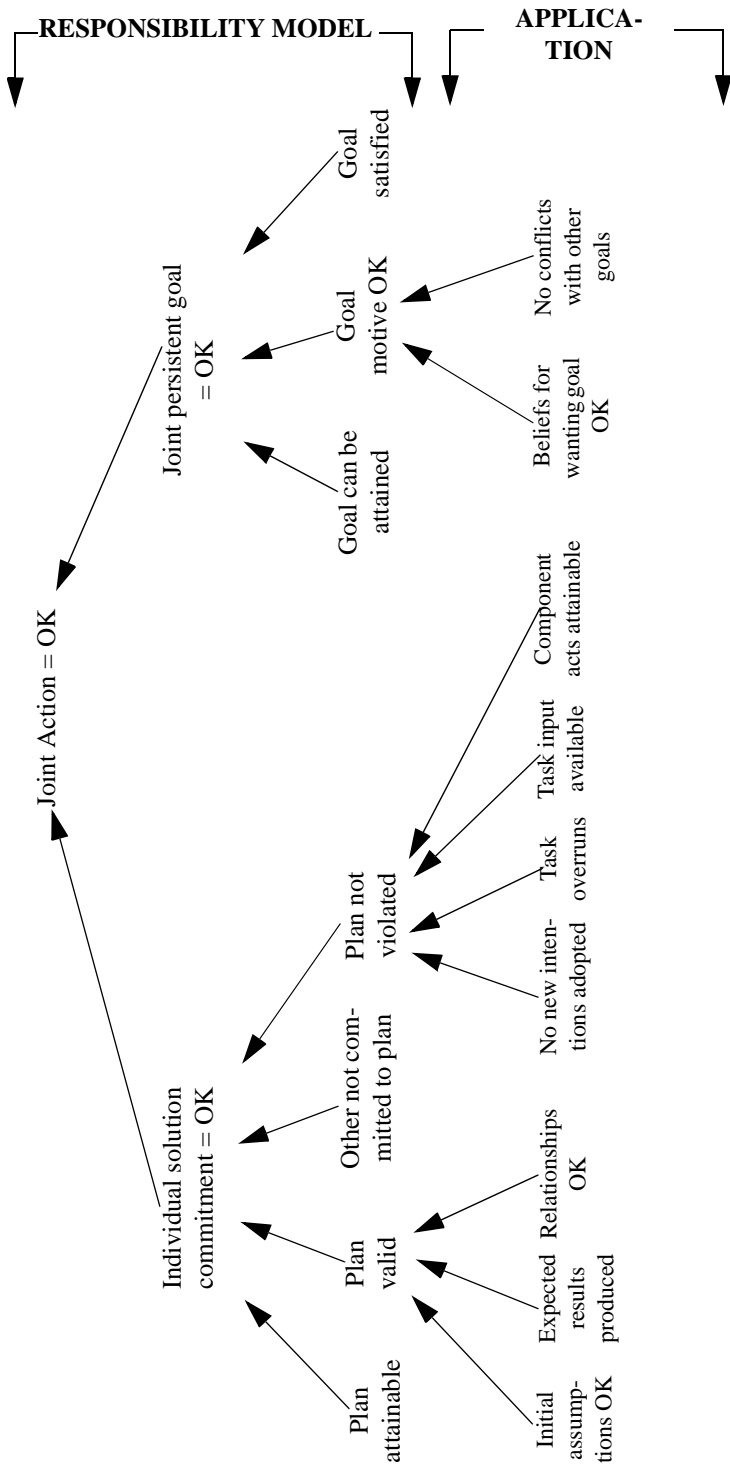 RESPONSIBILITY MODEL
APPLICA-
TION
Joint Action = OK
Individual solution
commitment = OK
Joint persistent goal
= OK
Plan
attainable
Plan
valid
Other not com-
mitted to plan
Plan not
violated
Goal can be
attained
Goal
motive OK
Goal
satisfied
Initial
assump-
tions OK
Expected
results
produced
Relationships
OK
No new inten-
tions adopted
Task
overruns
Task input
available
Component
acts attainable
Beliefs for
wanting goal
OK
No conflicts
with other
goals